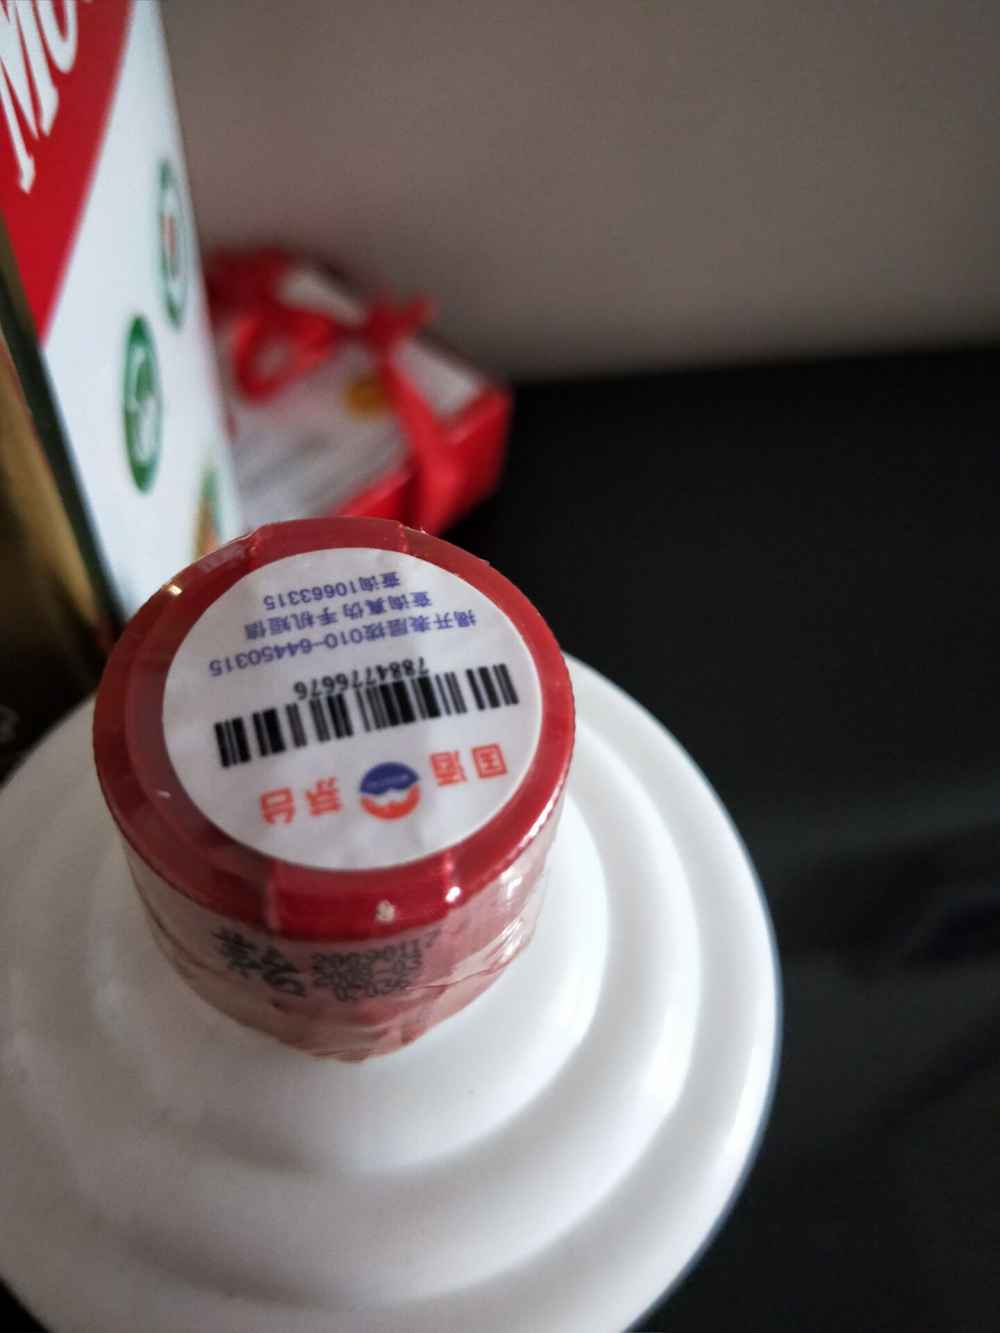 国酒 茅台
7884776676
揭开表层拨010-64450315
查询真伪 手机短信
查询10663315